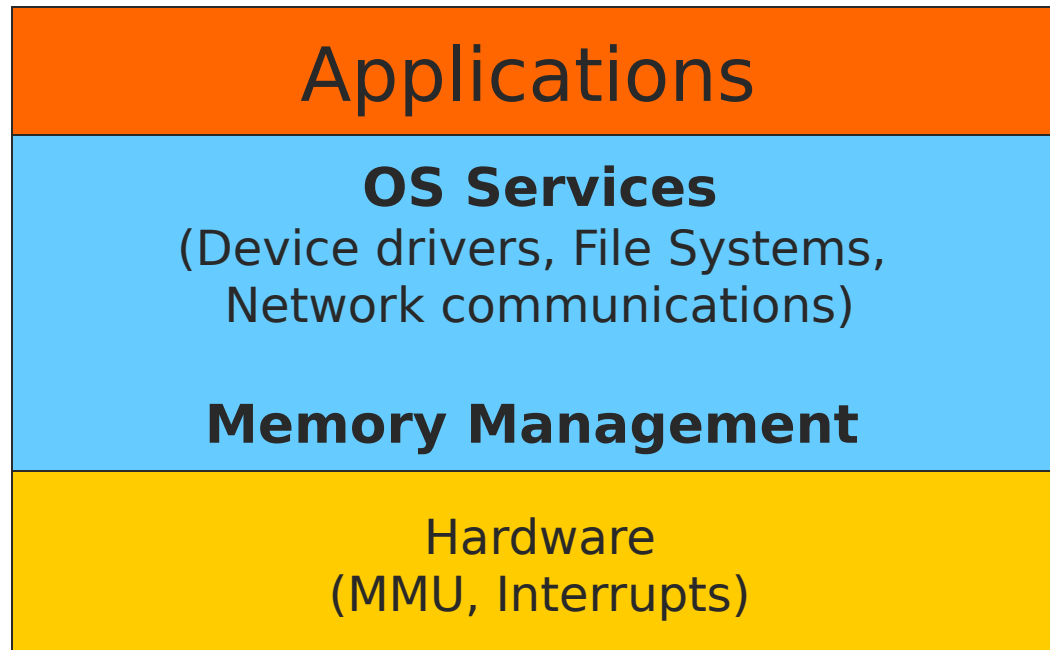 Applications
OS Services
(Device drivers, File Systems,
Network communications)
Memory Management
Hardware
(MMU, Interrupts)